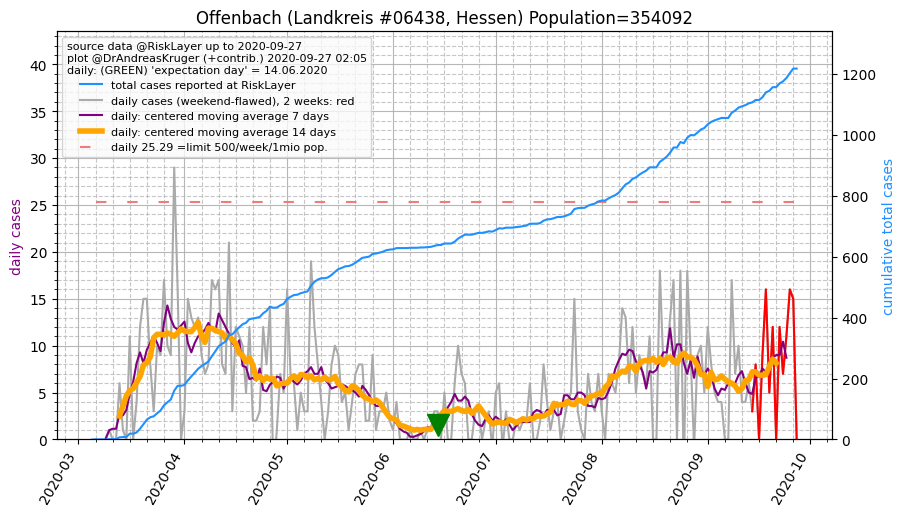 Offenbach (Landkreis #06438, Hessen) Population=354092
source data @RiskLayer up to 2020-09-27
plot @DrAndreasKruger (+contrib.) 2020-09-27 02:05
daily: (GREEN) 'expectation day' = 14.06.2020
total cases reported at RiskLayer
daily cases (weekend-flawed), 2 weeks: red
daily: centered moving average 7 days
daily: centered moving average 14 days
daily 25.29 =limit 500/week/1mio pop.
daily cases
40
35
30
25
20
15
10
5
0
cumulative total cases
1200
1000
800
600
400
200
0
2020-03
2020-04
2020-05
2020-06
2020-07
2020-08
2020-09
2020-10